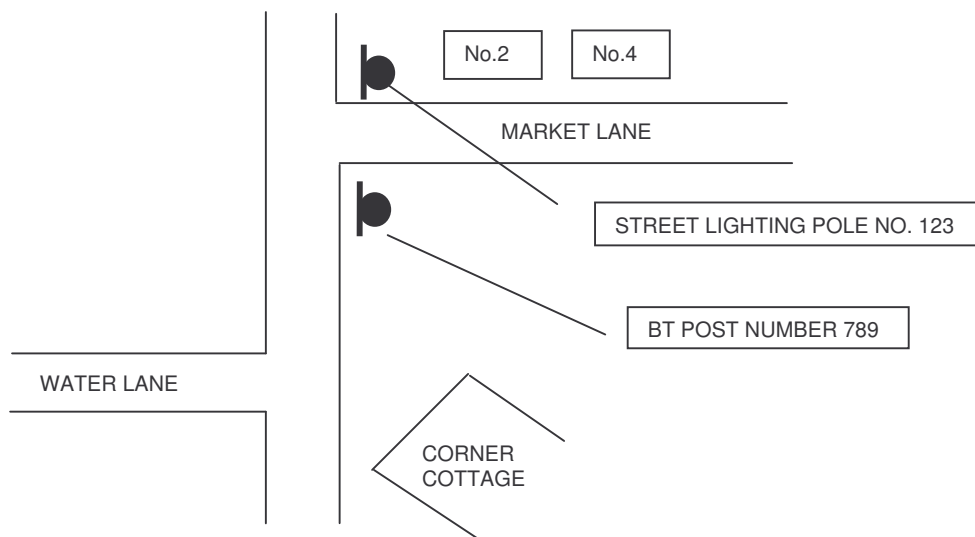 No.2
No.4
MARKET LANE
STREET LIGHTING POLE NO. 123
BT POST NUMBER 789
WATER LANE
CORNER
COTTAGE